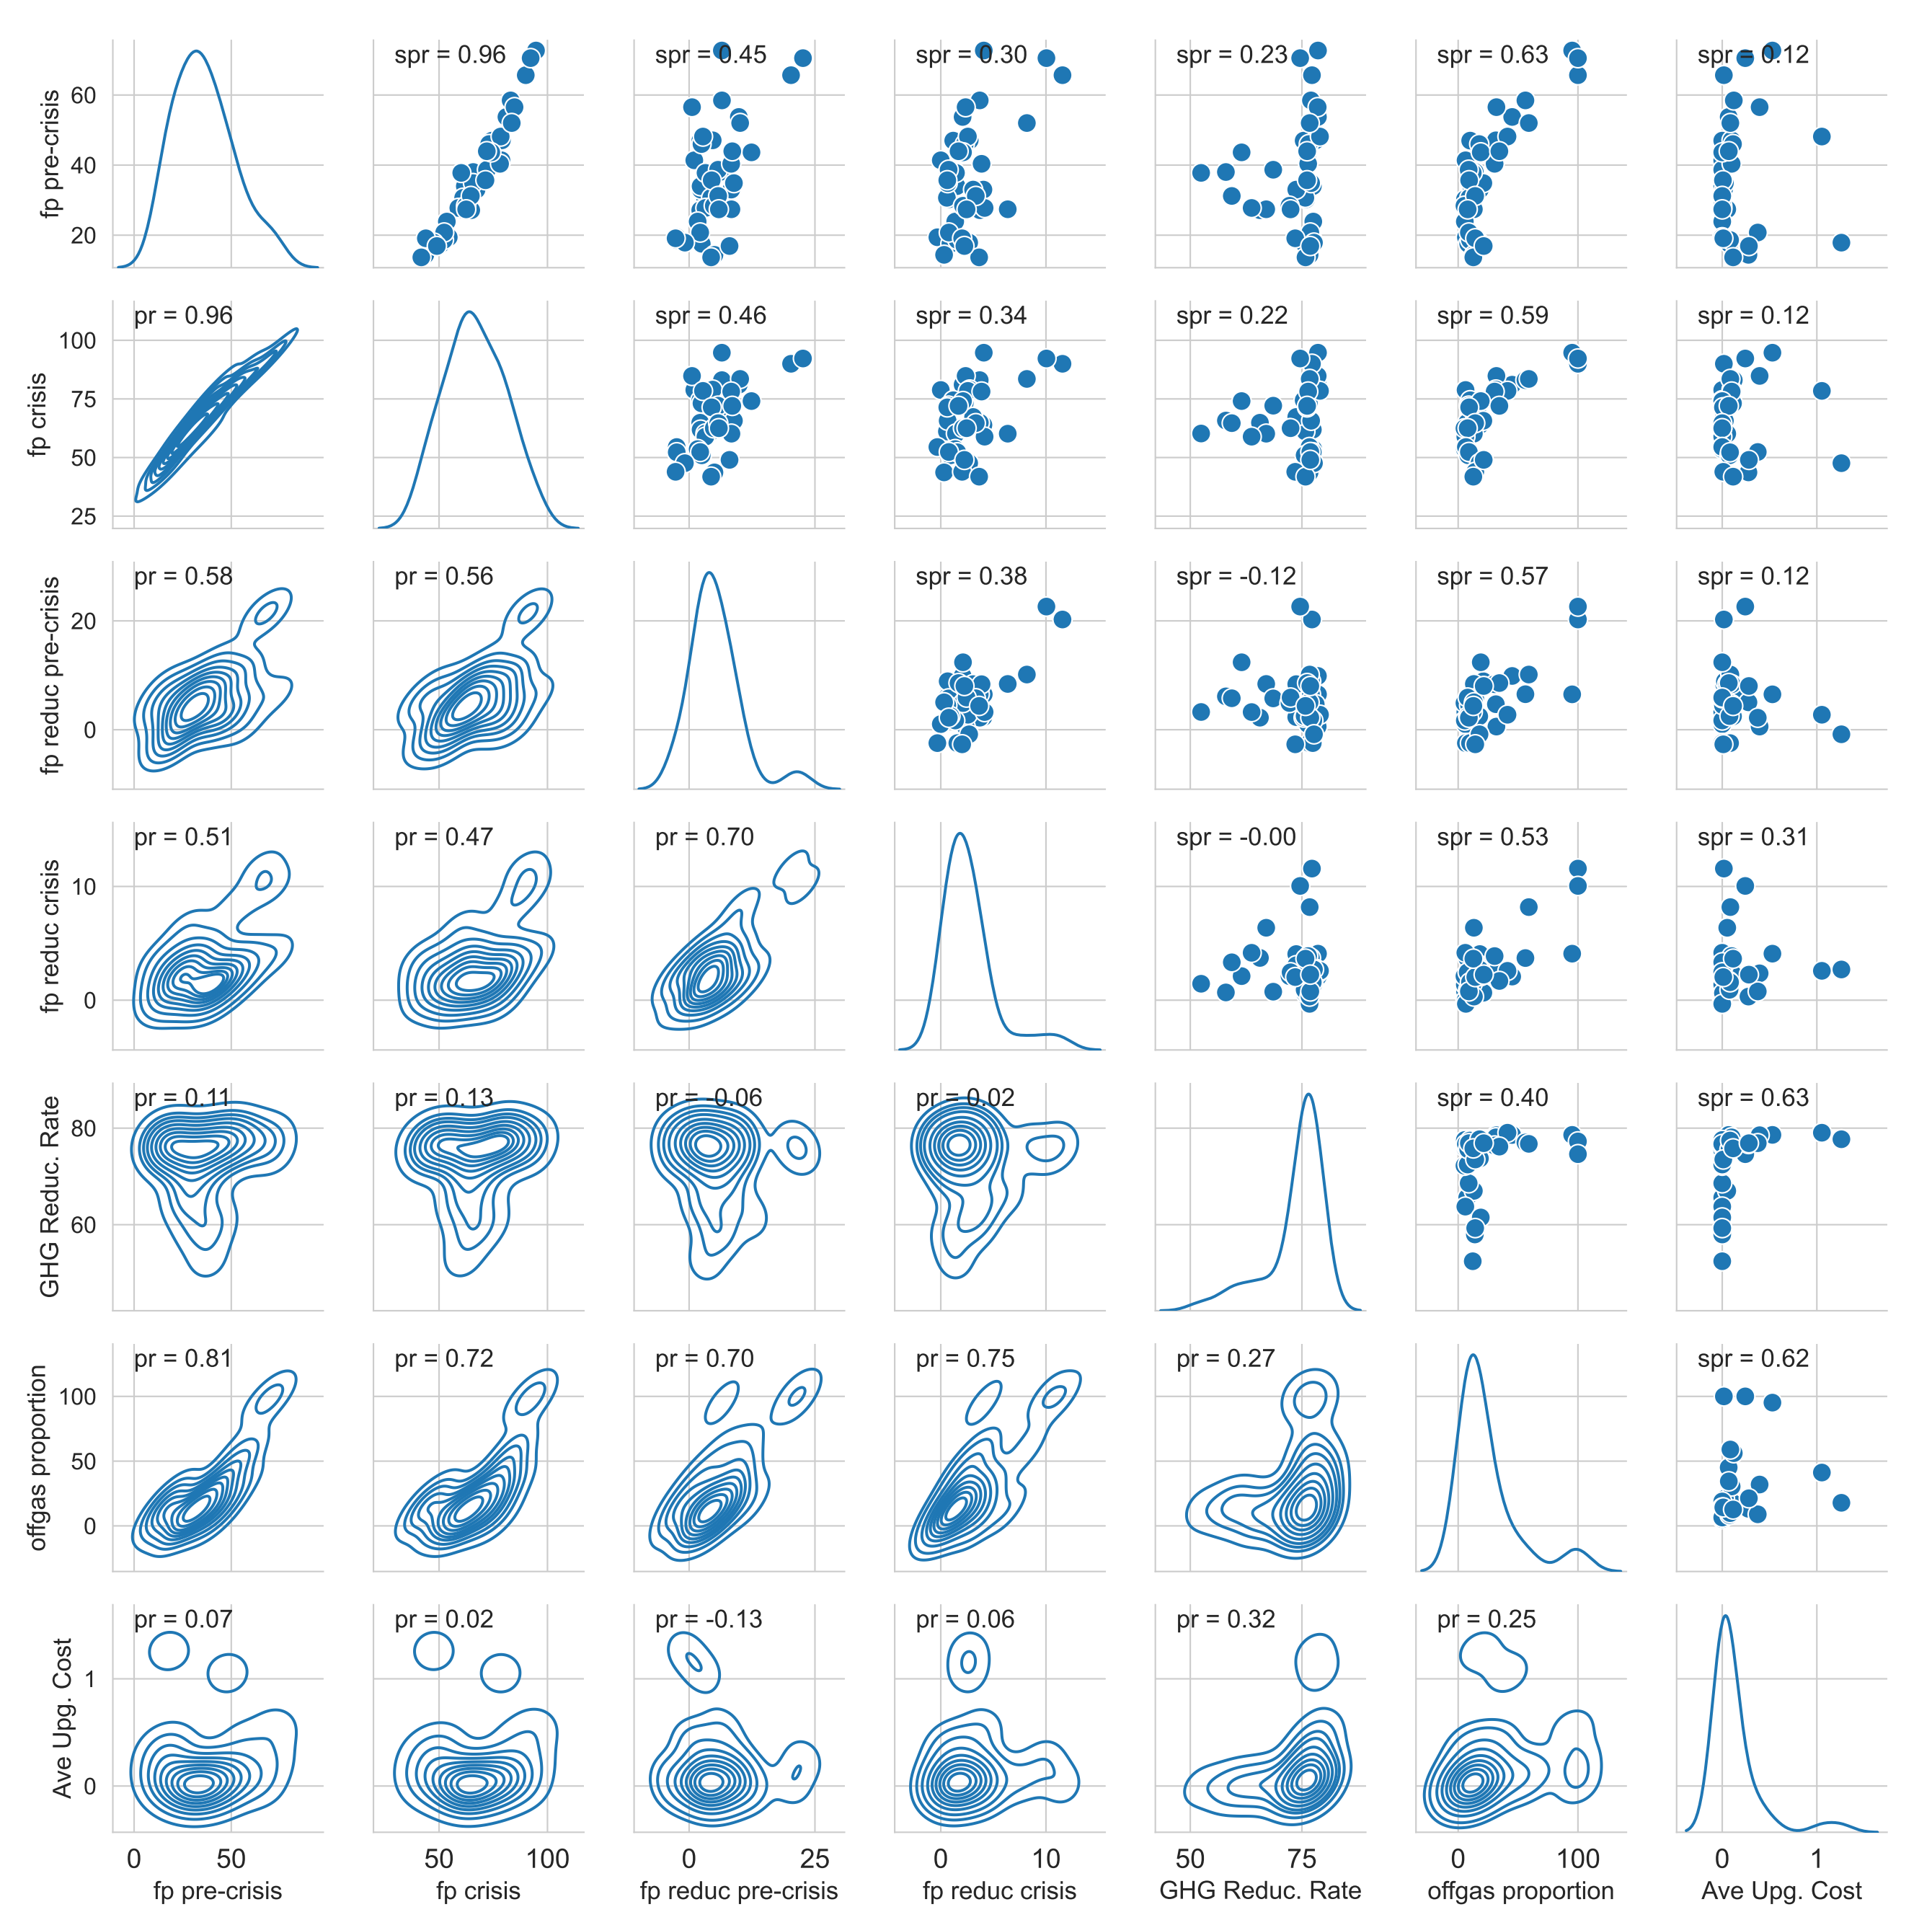 spr = 0.96
spr = 0.45
spr = 0.30
spr = 0.23
spr = 0.63
spr = 0.12
fp pre-crisis
60
40
20
pr = 0.96
spr = 0.46
spr = 0.34
spr = 0.22
spr = 0.59
spr = 0.12
fp crisis
100
75
50
25
pr = 0.58
pr = 0.56
spr = 0.38
spr = -0.12
spr = 0.57
spr = 0.12
fp reduc pre-crisis
20
0
pr = 0.51
pr = 0.47
pr = 0.70
spr = -0.00
spr = 0.53
spr = 0.31
fp reduc crisis
10
0
pr = 0.11
pr = 0.13
pr = -0.06
pr = 0.02
spr = 0.40
spr = 0.63
GHG Reduc. Rate
80
60
pr = 0.81
pr = 0.72
pr = 0.70
pr = 0.75
pr = 0.27
spr = 0.62
offgas proportion
100
50
0
pr = 0.07
pr = 0.02
pr = -0.13
pr = 0.06
pr = 0.32
pr = 0.25
Ave Upg. Cost
1
0
0 50 50 100 0 25 0 10 50 75 0 100 0 1
fp pre-crisis fp crisis fp reduc pre-crisis fp reduc crisis GHG Reduc. Rate offgas proportion Ave Upg. Cost